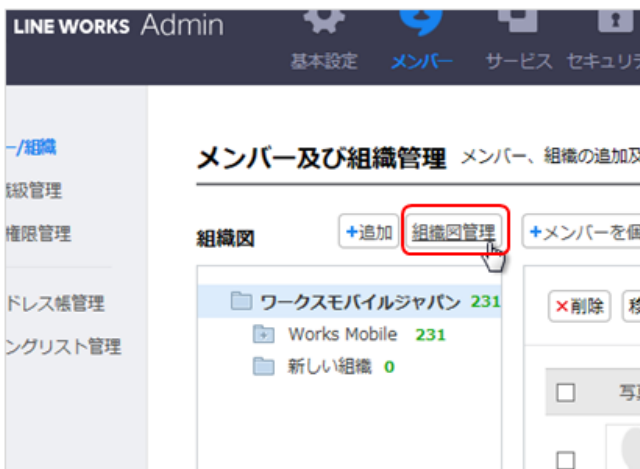 LINE WORKS Admin
基本設定 メンバー サービス セキュリテ
ー/組織
級管理
権限管理
ドレス帳管理
ングリスト管理
メンバー及び組織管理 メンバー、組織の追加及
組織図 +追加 組織図管理 +メンバーを個
ワークスモバイルジャパン 231
Works Mobile 231
新しい組織 0
×削除 移
写真